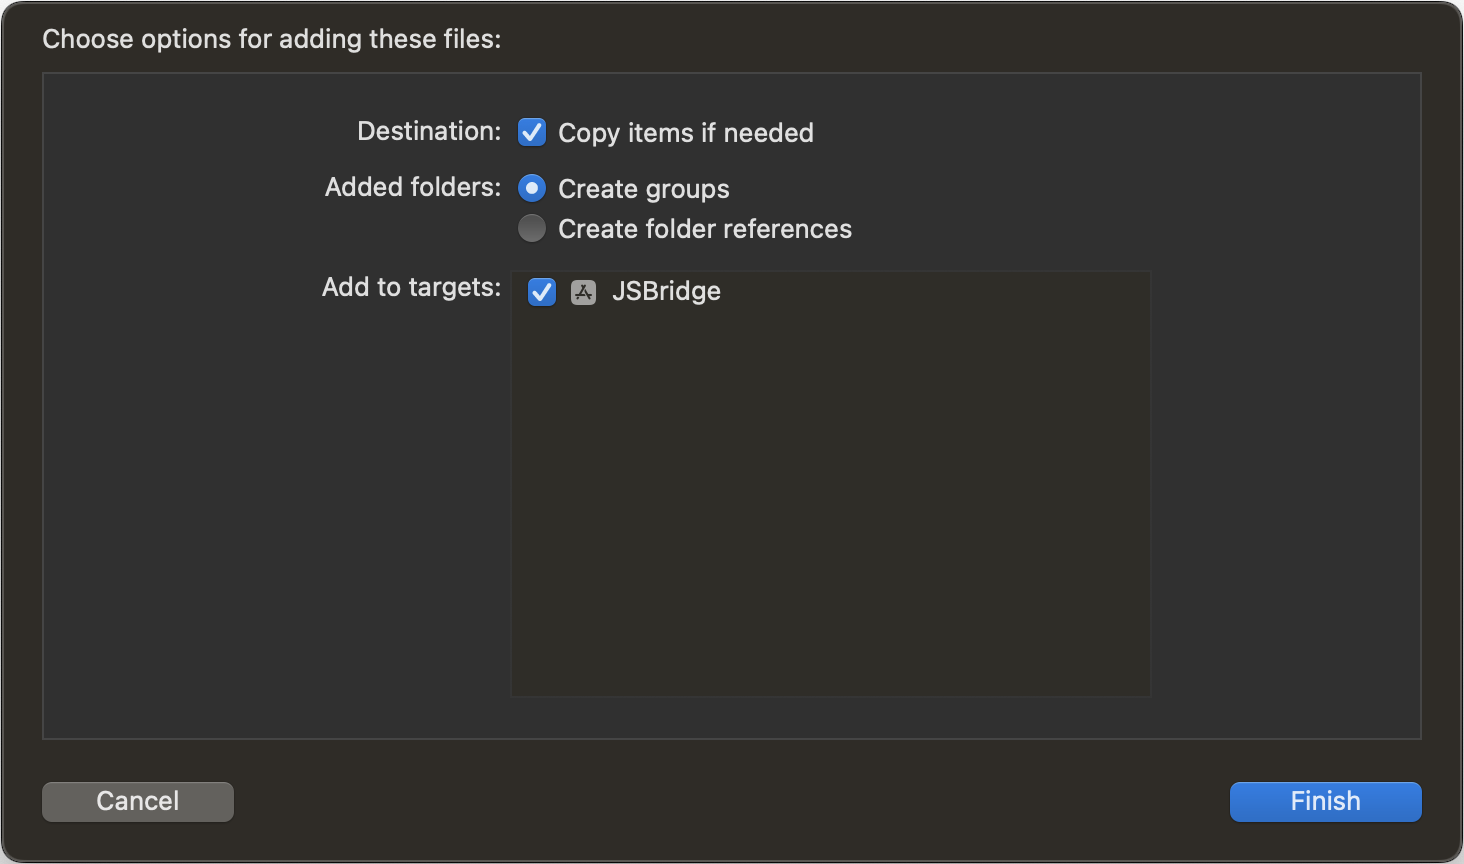 Choose options for adding these files:
Destination: Copy items if needed
Added folders: Create groups
Create folder references
Add to targets: JSBridge
Cancel Finish